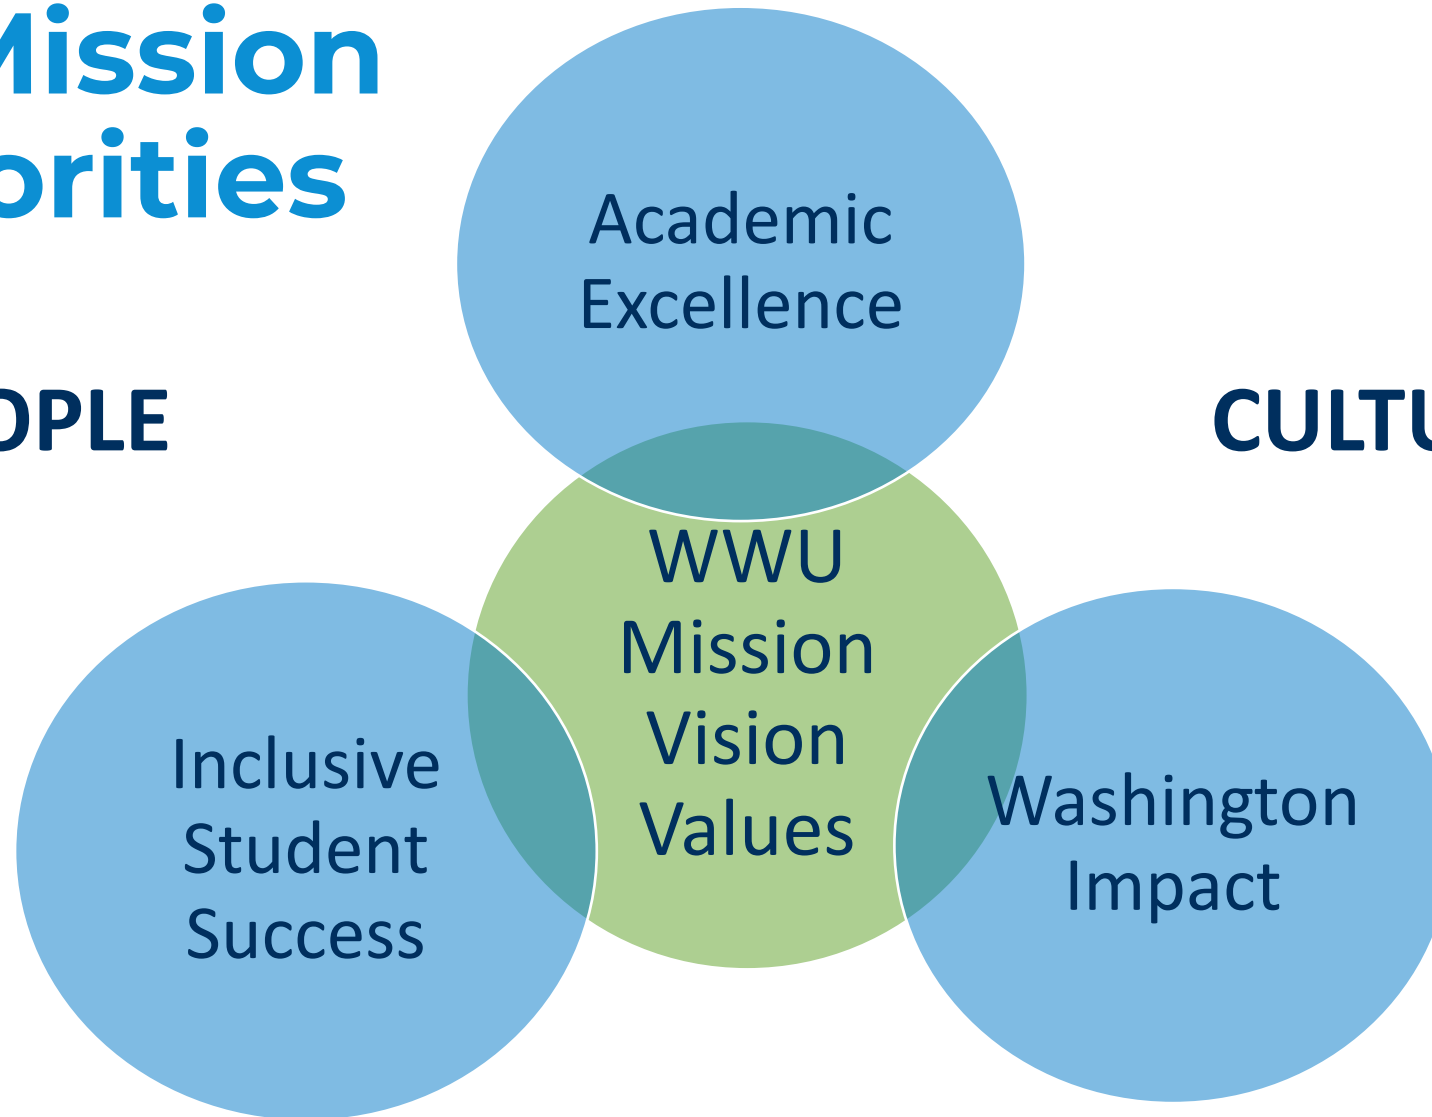 Mission
orities
Academic
Excellence
OPLE
CULTU
WWU
Mission
Vision
Values
Inclusive
Student
Success
Washington
Impact